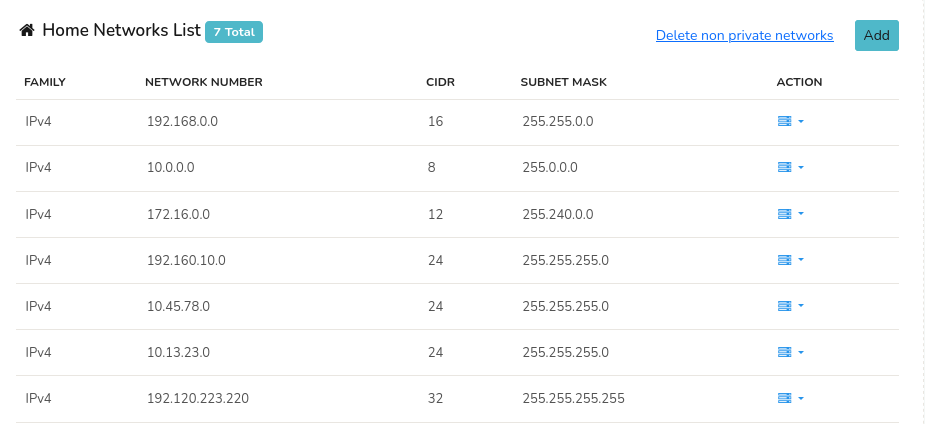 Home Networks List 7 Total
Delete non private networks Add
FAMILY NETWORK NUMBER CIDR SUBNET MASK ACTION
IPv4 192.168.0.0 16 255.255.0.0
IPv4 10.0.0.0 8 255.0.0.0
IPv4 172.16.0.0 12 255.240.0.0
IPv4 192.160.10.0 24 255.255.255.0
IPv4 10.45.78.0 24 255.255.255.0
IPv4 10.13.23.0 24 255.255.255.0
IPv4 192.120.223.220 32 255.255.255.255